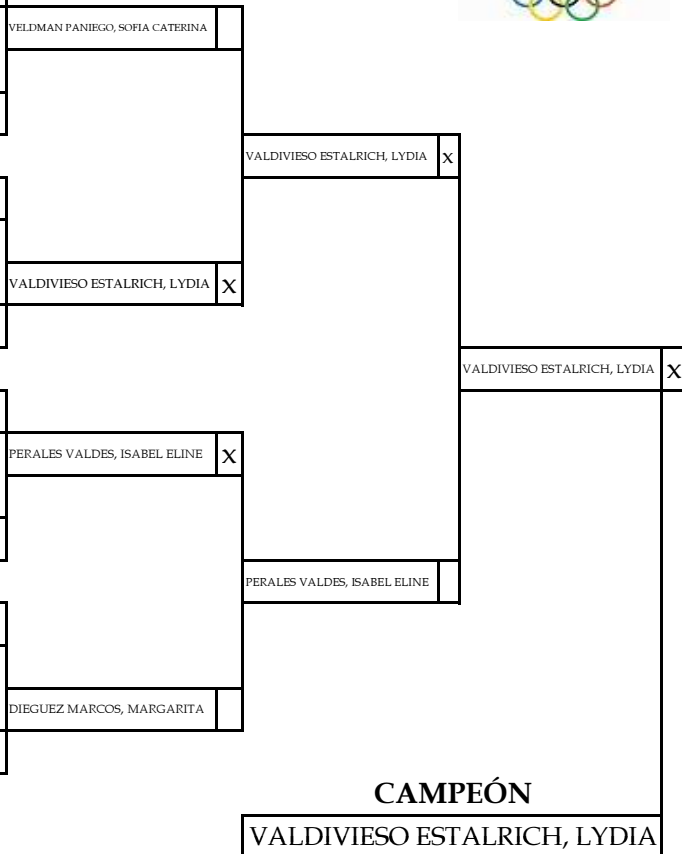 VELDMAN PANIEGO, SOFIA CATERINA
VALDIVIESO ESTALRICH, LYDIA X
VALDIVIESO ESTALRICH, LYDIA X
VALDIVIESO ESTALRICH, LYDIA X
PERALES VALDES, ISABEL ELINE X
PERALES VALDES, ISABEL ELINE
DIEGUEZ MARCOS, MARGARITA
CAMPEÓN
VALDIVIESO ESTALRICH, LYDIA